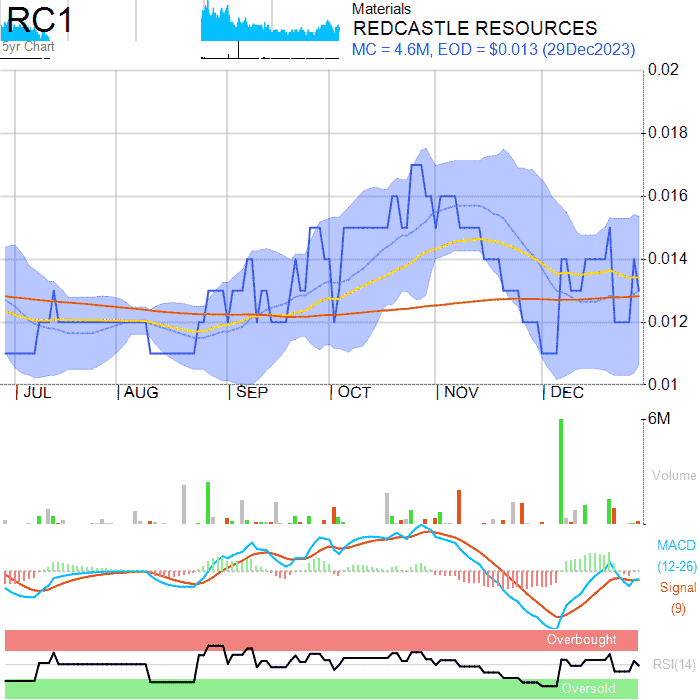 RC1
5yr Chart
Materials
REDCASTLE RESOURCES
MC = 4.6M, EOD = $0.013 (29Dec2023)
0.02
0.018
0.016
0.014
0.012
0.01
JUL AUG SEP OCT NOV DEC
6M
Volume
MACD
(12-26)
Signal
(9)
Overbought
RSI(14)
Oversold